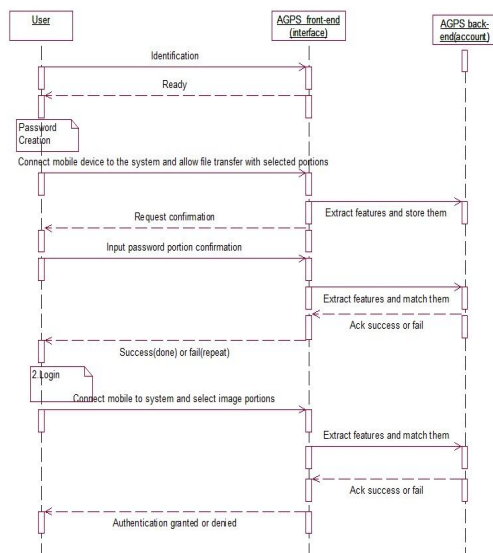 User
AGPS front-end
(interface)
AGPS back-
end(account)
Identification
Ready
Password
Creation
Connect mobile device to the system and allow file transfer with selected portions
Extract features and store them
Request confirmation
Input password portion confirmation
Extract features and match them
Ack success or fail
Success(done) or fail(repeat)
2.Login
Connect mobile to system and select image portions
Extract features and match them
Ack success or fail
Authentication granted or denied